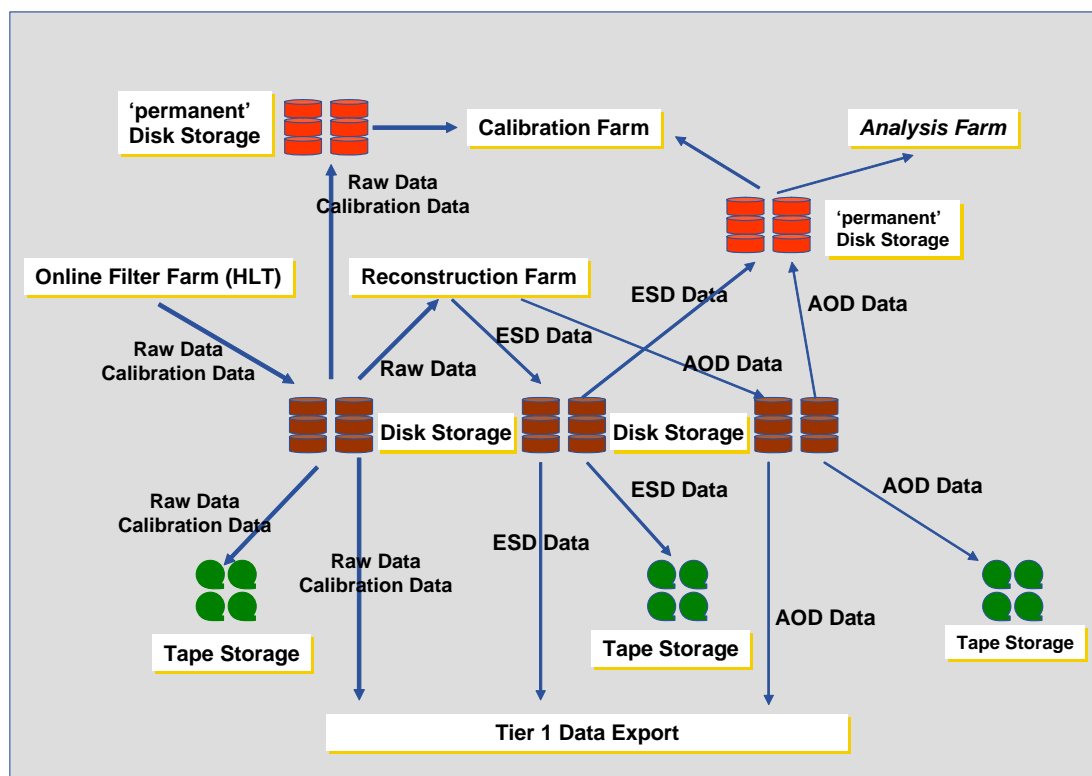 ‘permanent’
Disk Storage
Calibration Farm
Analysis Farm
Raw Data
Calibration Data
‘permanent’
Disk Storage
Online Filter Farm (HLT)
Reconstruction Farm
ESD Data
AOD Data
ESD Data
Raw Data
Calibration Data
Raw Data
AOD Data
Disk Storage
Disk Storage
Raw Data
Calibration Data
ESD Data
AOD Data
ESD Data
Raw Data
Calibration Data
AOD Data
Tape Storage
Tape Storage
Tape Storage
Tier 1 Data Export